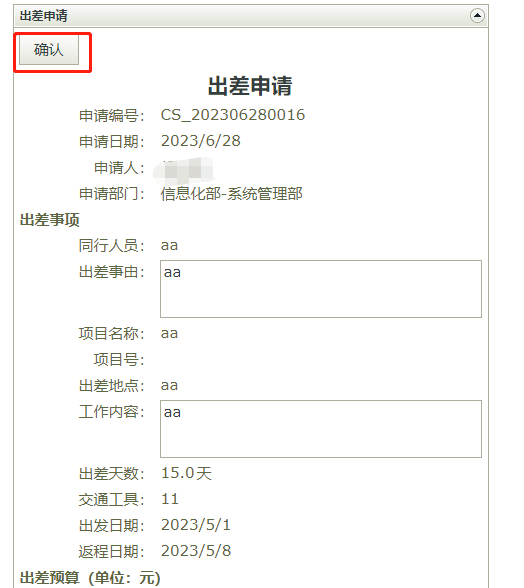 出差申请
确认
出差申请
申请编号： CS_202306280016
申请日期： 2023/6/28
申请人：
申请部门： 信息化部-系统管理部
出差事项
同行人员： aa
出差事由： aa
项目名称： aa
项目号：
出差地点： aa
工作内容： aa
出差天数： 15.0天
交通工具： 11
出发日期： 2023/5/1
返程日期： 2023/5/8
出差预算（单位：元）